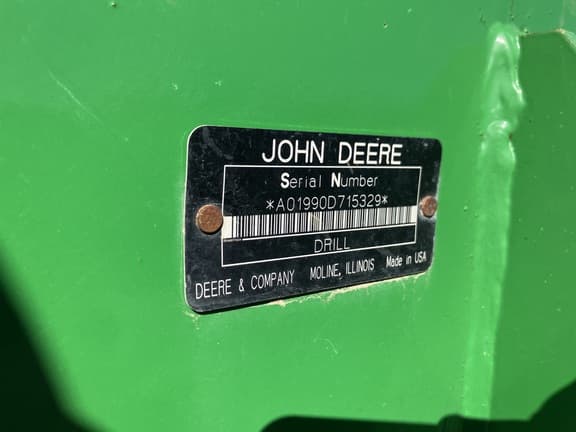 JOHN DEERE
Serial Number
*A01990D715329*
DRILL
DEERE & COMPANY MOLINE, ILLINOIS Made in USA